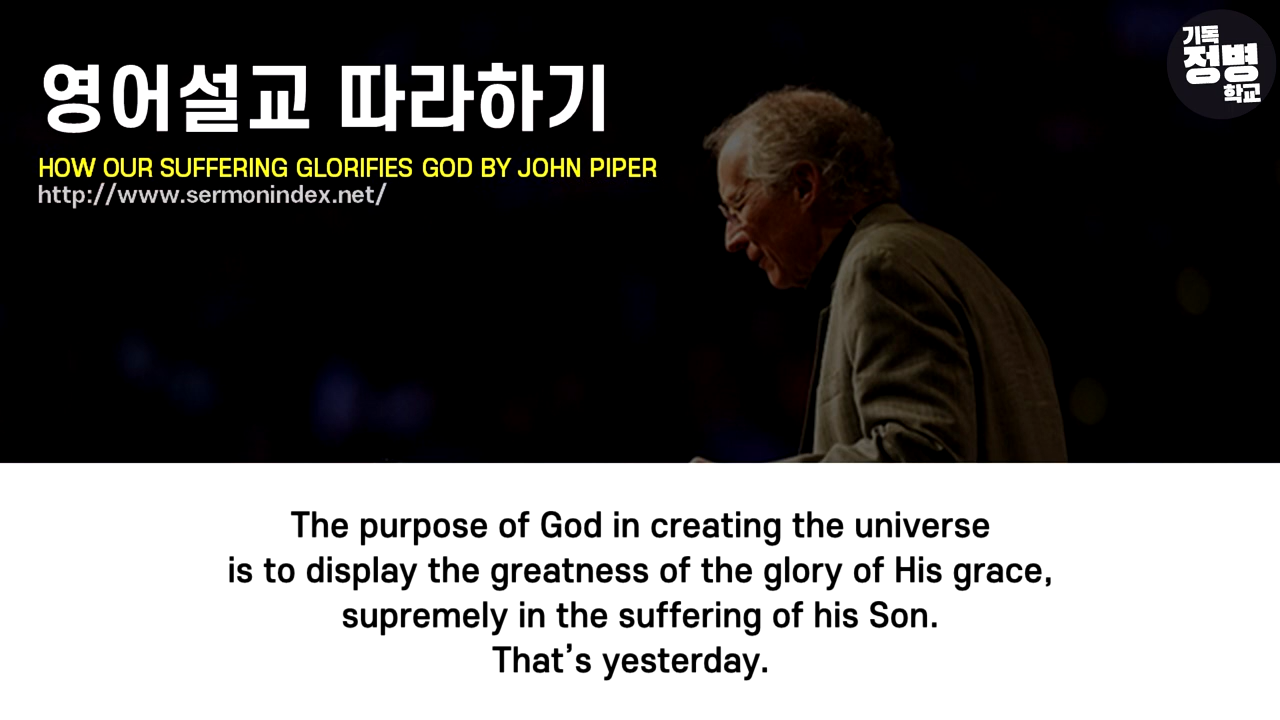 영어설교 따라하기
HOW OUR SUFFERING GLORIFIES GOD BY JOHN PIPER
http://www.sermonindex.net/
기독
정병
학교
The purpose of God in creating the universe
is to display the greatness of the glory of His grace,
supremely in the suffering of his Son.
That’s yesterday.